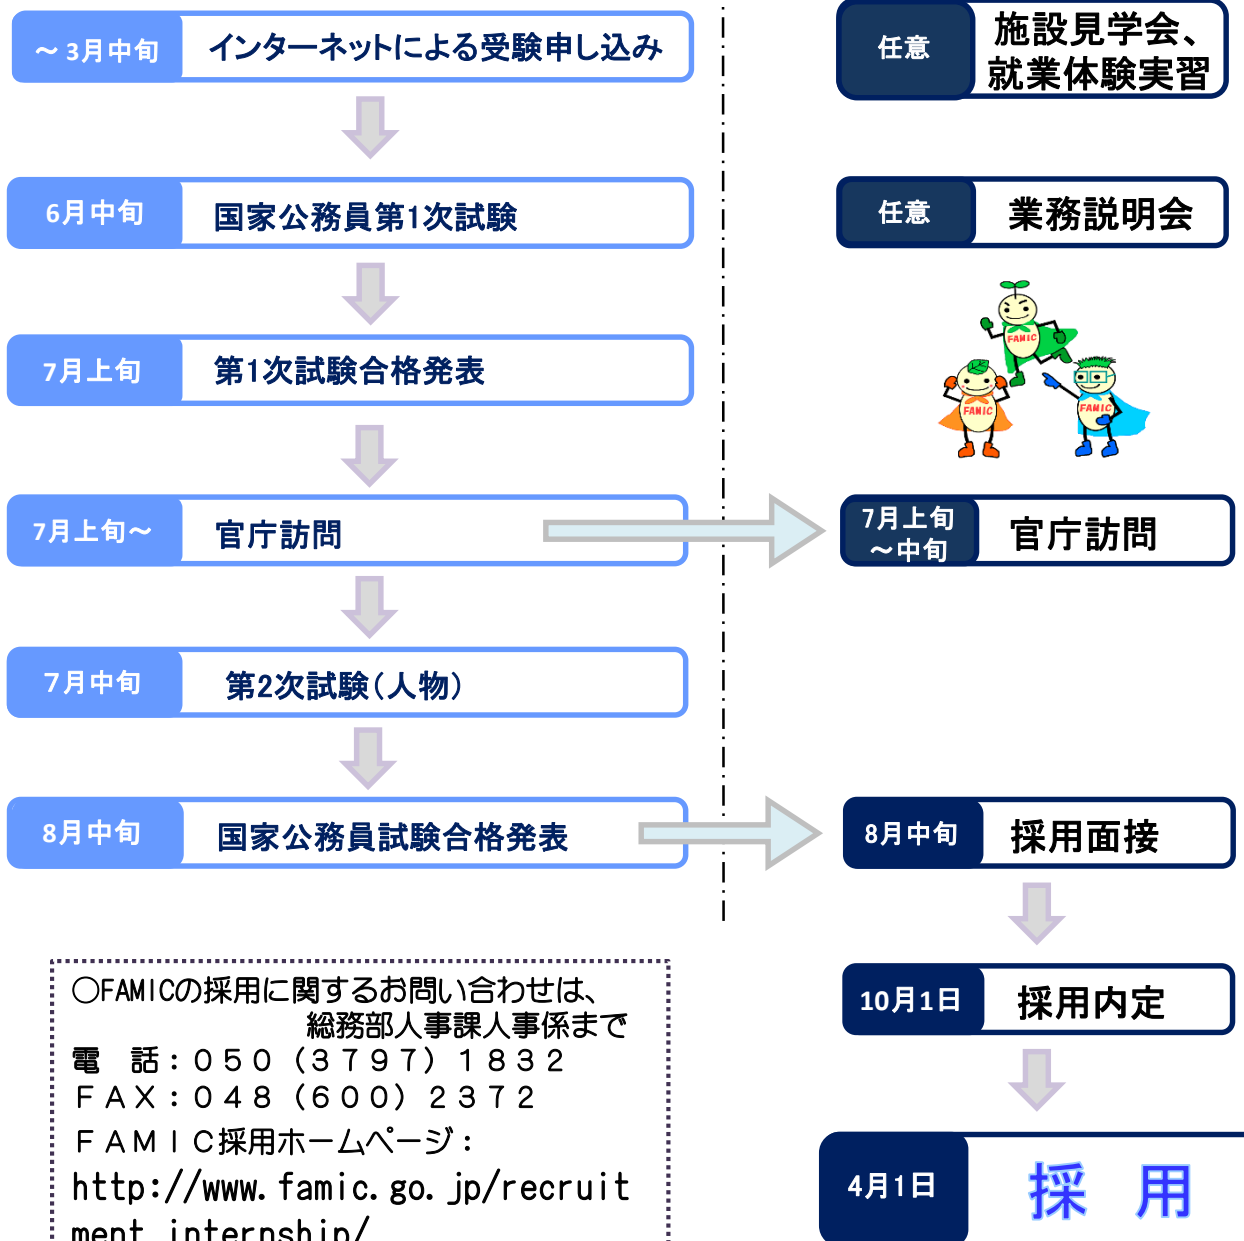 ～3月中旬 インターネットによる受験申し込み
6月中旬 国家公務員第1次試験
7月上旬 第1次試験合格発表
7月上旬～ 官庁訪問
7月中旬 第2次試験(人物)
8月中旬 国家公務員試験合格発表
任意 施設見学会、
就業体験実習
任意 業務説明会
FAMIC
FAMIC
FAMIC
7月上旬
～中旬 官庁訪問
8月中旬 採用面接
10月1日 採用内定
4月1日 採　用
○FAMICの採用に関するお問い合わせは、
総務部人事課人事係まで
電　話：０５０（３７９７）１８３２
ＦＡＸ：０４８（６００）２３７２
ＦＡＭＩＣ採用ホームページ：
http://www.famic.go.jp/recruit
ment_internship/